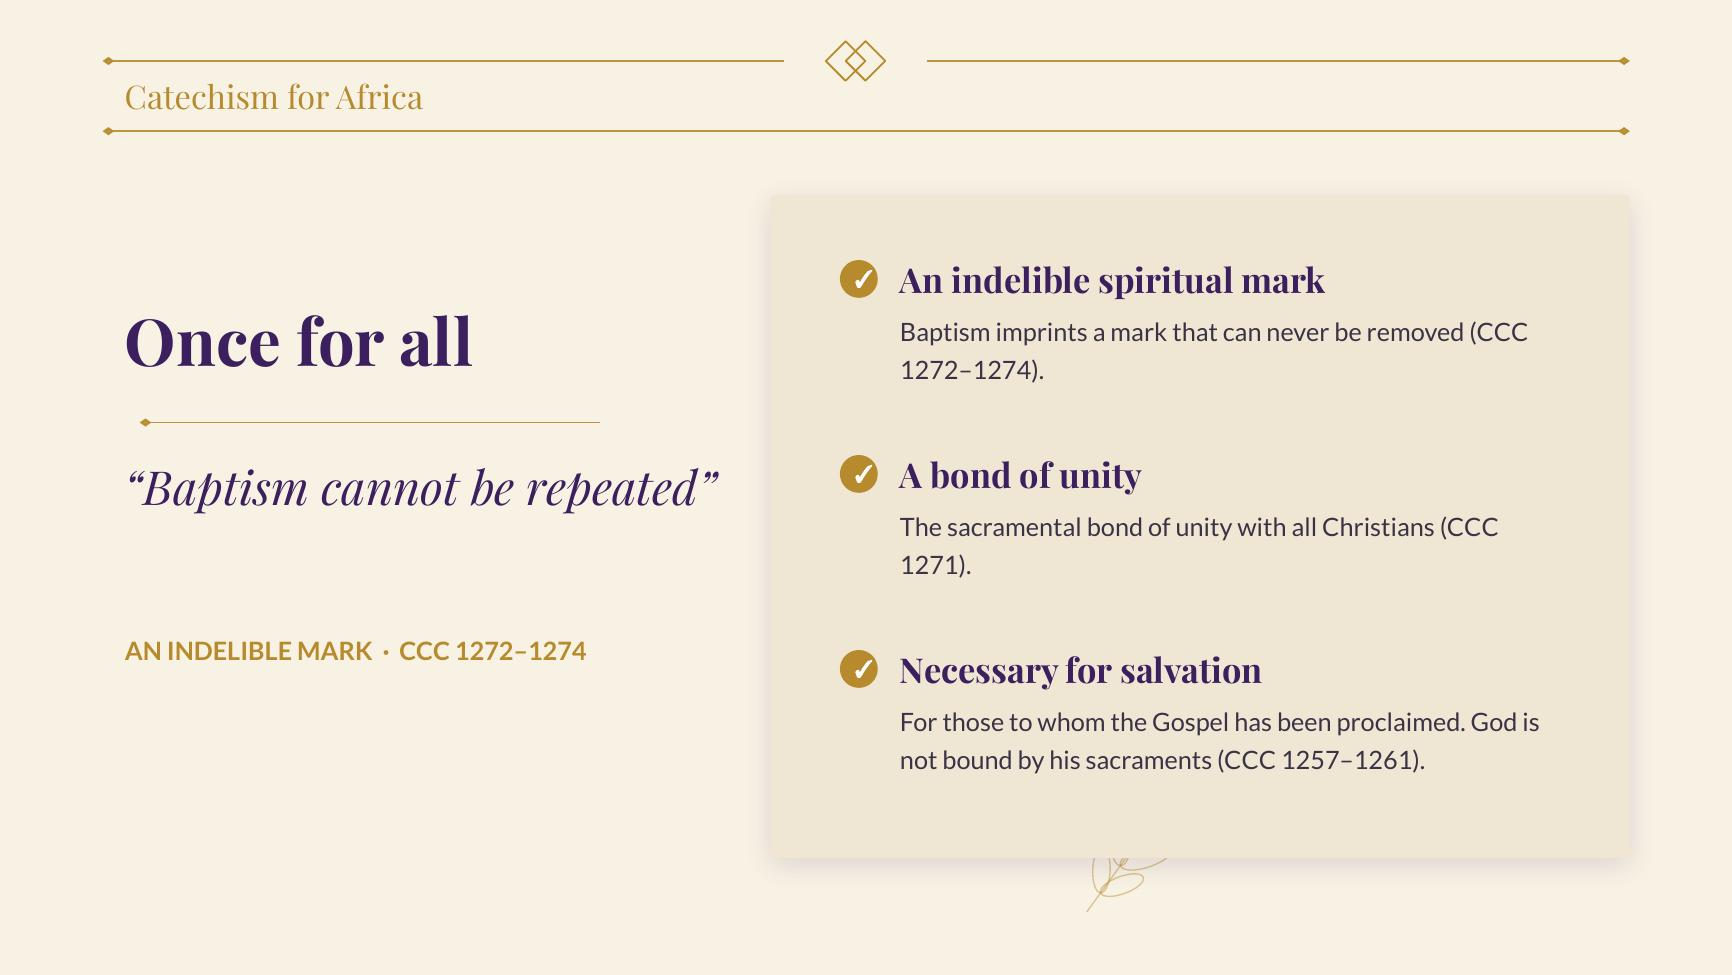 Catechism for Africa
Once for all
“Baptism cannot be repeated”
AN INDELIBLE MARK · CCC 1272–1274
An indelible spiritual mark
Baptism imprints a mark that can never be removed (CCC
1272–1274).
A bond of unity
The sacramental bond of unity with all Christians (CCC
1271).
Necessary for salvation
For those to whom the Gospel has been proclaimed. God is
not bound by his sacraments (CCC 1257–1261).